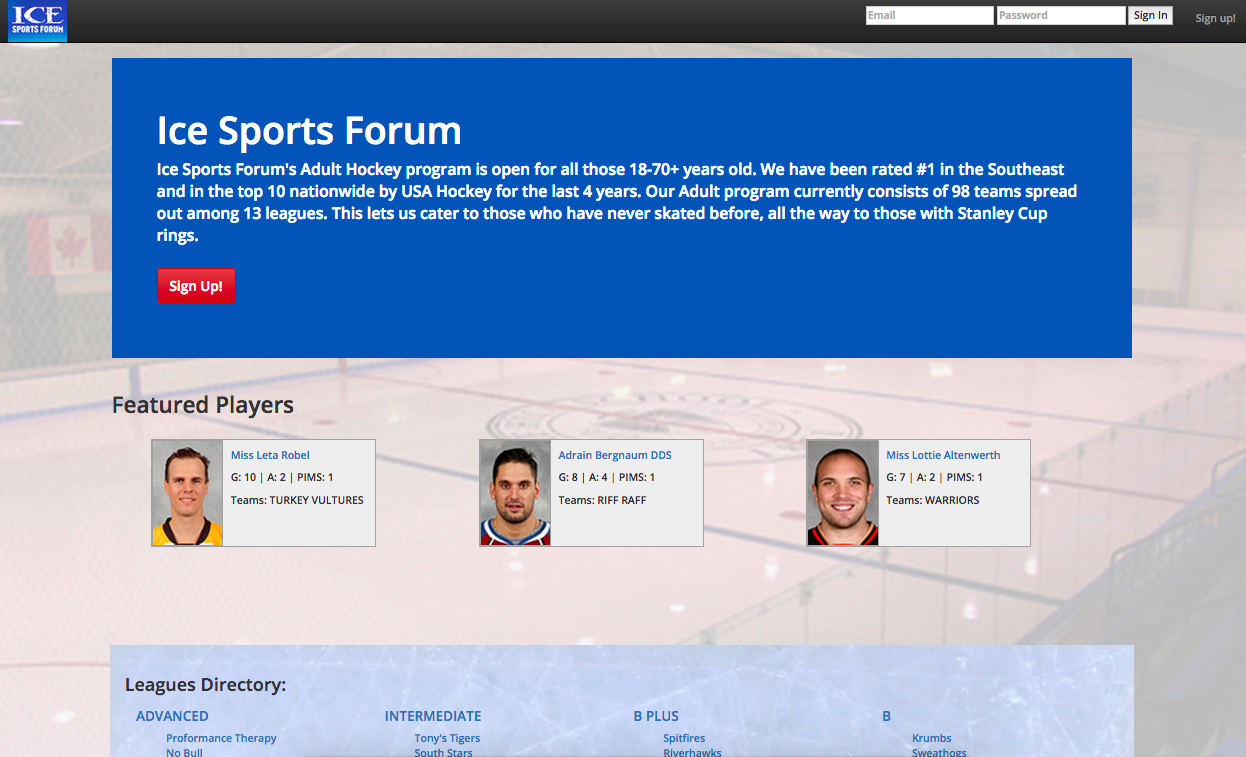 ICE
SPORTS FORUM
Email
Password
Sign In
Sign up!
Ice Sports Forum
Ice Sports Forum's Adult Hockey program is open for all those 18-70+ years old. We have been rated #1 in the Southeast
and in the top 10 nationwide by USA Hockey for the last 4 years. Our Adult program currently consists of 98 teams spread
out among 13 leagues. This lets us cater to those who have never skated before, all the way to those with Stanley Cup
rings.
Sign Up!
Featured Players
Miss Leta Robel
G: 10 | A: 2 | PIMS: 1
Teams: TURKEY VULTURES
Adrain Bergnaum DDS
G: 8 | A: 4 | PIMS: 1
Teams: RIFF RAFF
Miss Lottie Altenwerth
G: 7 | A: 2 | PIMS: 1
Teams: WARRIORS
Leagues Directory:
ADVANCED
Proformance Therapy
No Bull
INTERMEDIATE
Tony's Tigers
South Stars
B PLUS
Spitfires
Riverhawks
B
Krumbs
Sweathogs